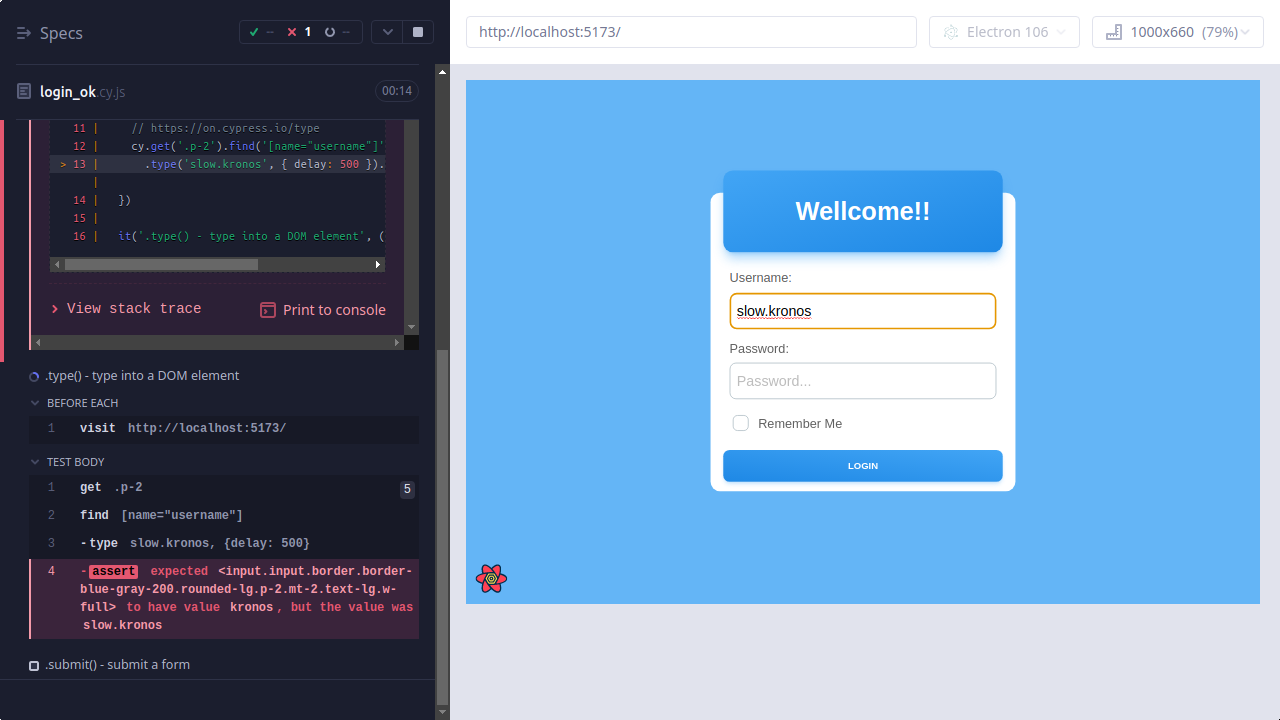 Specs
-- 1 --
login_ok.cy.js 00:14
11 | // https://on.cypress.io/type
12 | cy.get('.p-2').find('[name="username"]'
> 13 | .type('slow.kronos', { delay: 500 }).
|
14 | })
15 |
16 | it('.type() - type into a DOM element', (
> View stack trace
Print to console
.type() - type into a DOM element
BEFORE EACH
1 visit http://localhost:5173/
TEST BODY
1 get .p-2 5
2 find [name="username"]
3 -type slow.kronos, {delay: 500}
4 -assert expected <input.input.border.border-
blue-gray-200.rounded-lg.p-2.mt-2.text-lg.w-
full> to have value kronos, but the value was
slow.kronos
.submit() - submit a form
http://localhost:5173/
Electron 106
1000x660 (79%)
Wellcome!!
Username:
slow.kronos
Password:
Password...
Remember Me
LOGIN